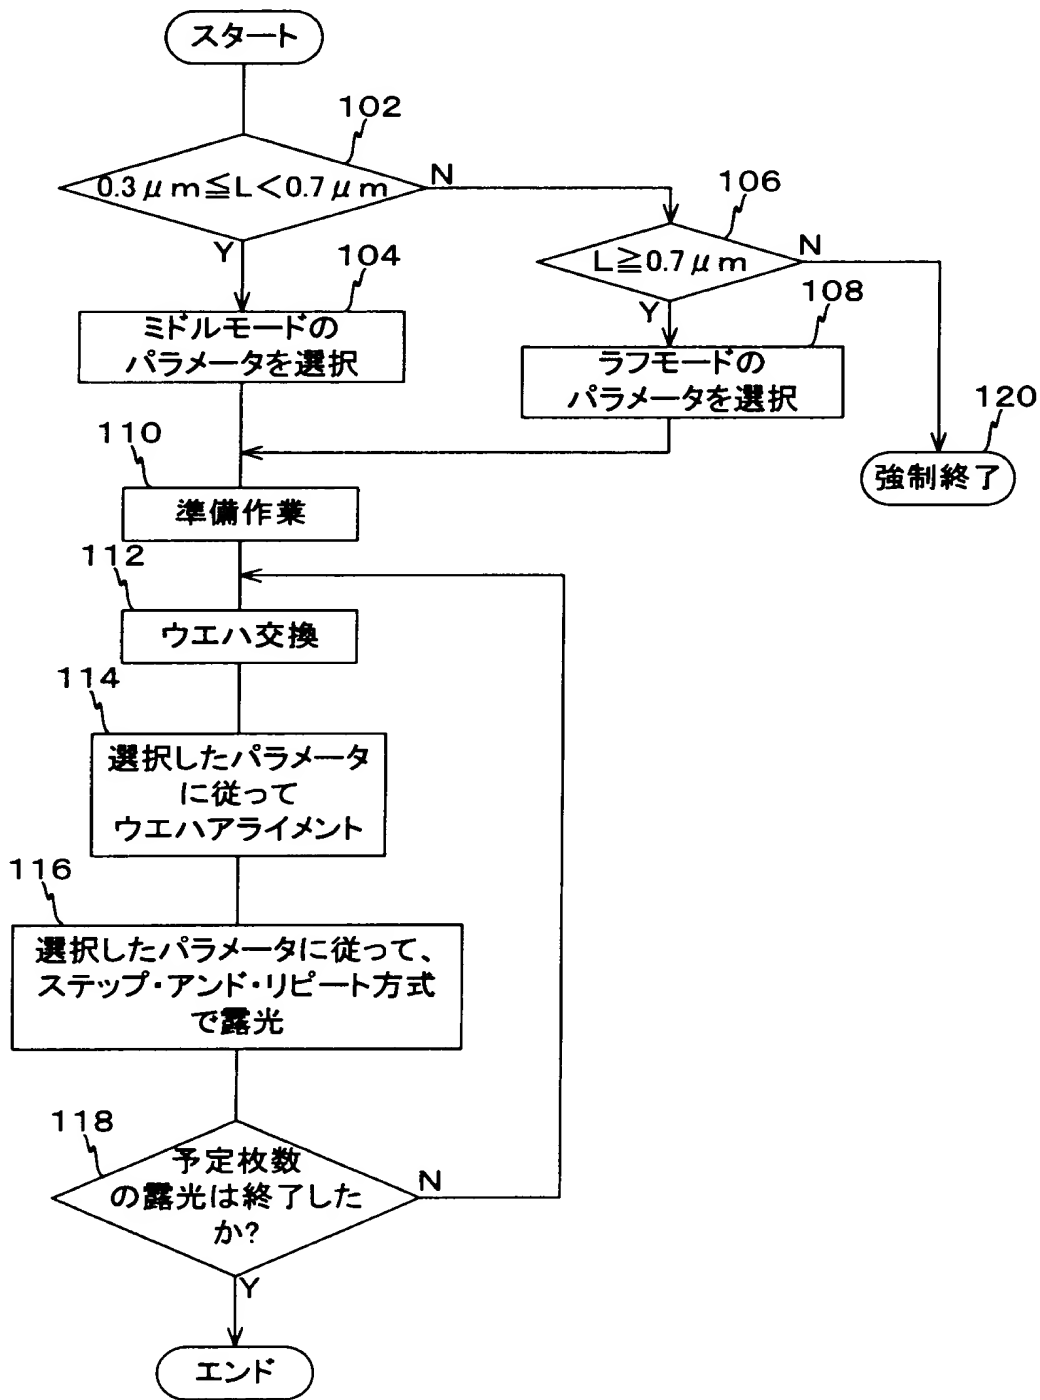 スタート
102
0.3μm≦L<0.7μm
N
Y
106
L≧0.7μm
N
Y
104
ミドルモードの
パラメータを選択
108
ラフモードの
パラメータを選択
120
強制終了
110
準備作業
112
ウエハ交換
114
選択したパラメータ
に従って
ウエハアライメント
116
選択したパラメータに従って、
ステップ・アンド・リピート方式
で露光
118
予定枚数
の露光は終了した
か?
N
Y
エンド